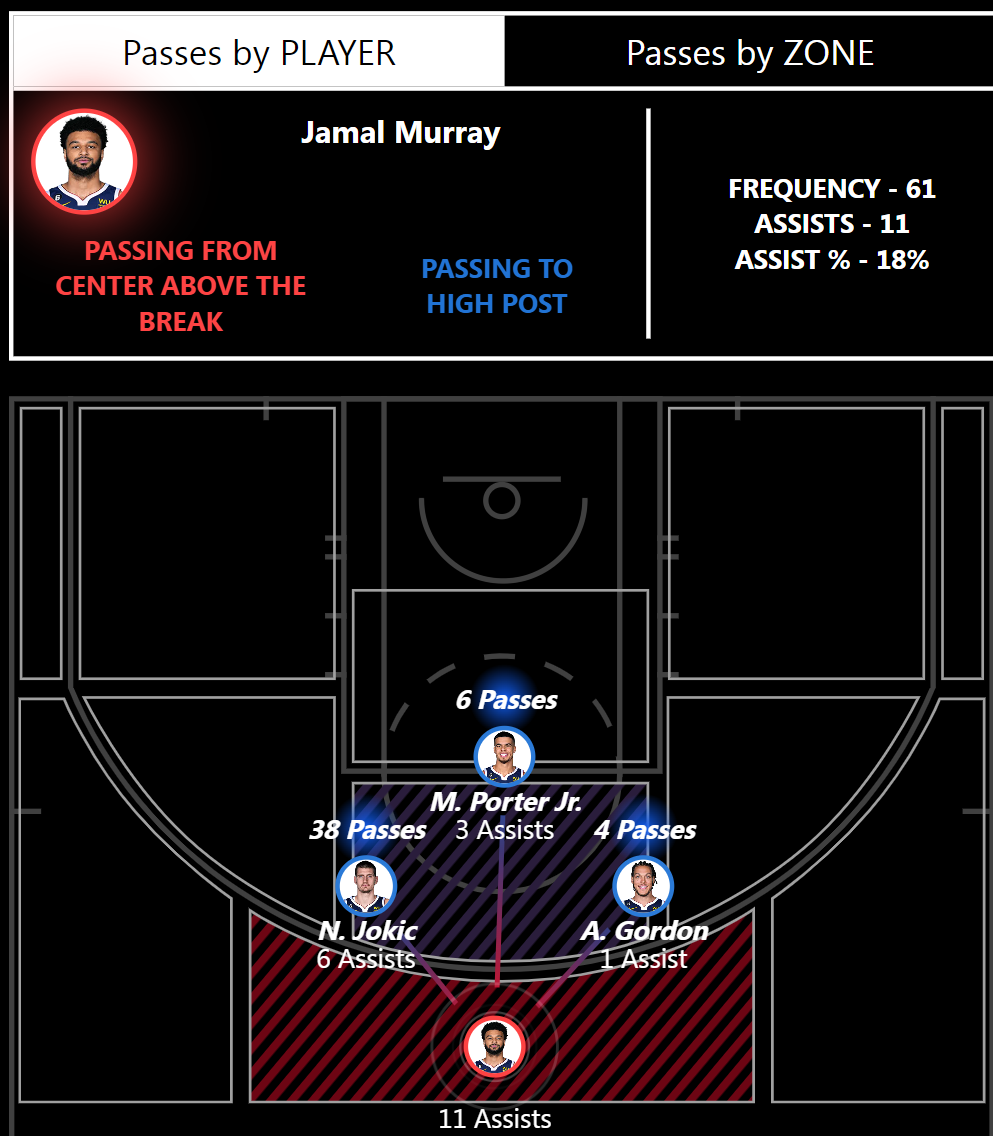 Passes by PLAYER
Passes by ZONE
Jamal Murray
PASSING FROM
CENTER ABOVE THE
BREAK
PASSING TO
HIGH POST
FREQUENCY - 61
ASSISTS - 11
ASSIST % - 18%
6 Passes
M. Porter Jr.
3 Assists
38 Passes
N. Jokic
6 Assists
4 Passes
A. Gordon
1 Assist
11 Assists